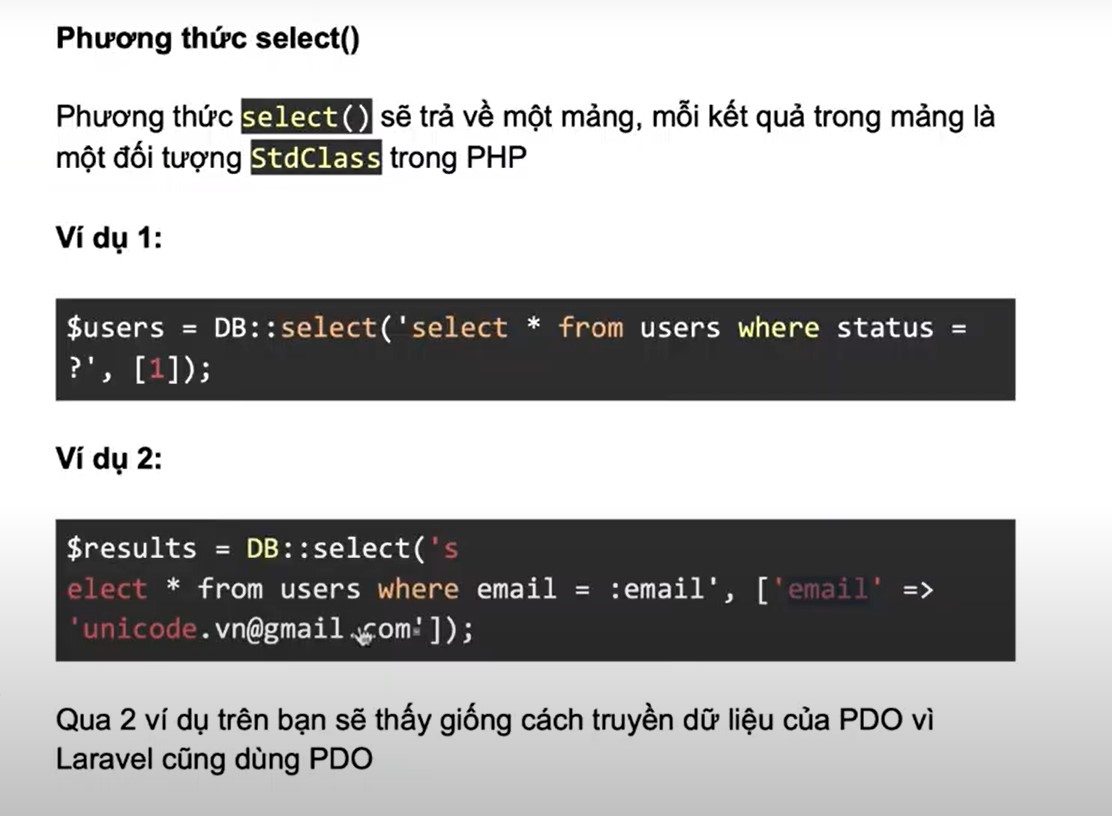 Phương thức select()
Phương thức select() sẽ trả về một mảng, mỗi kết quả trong mảng là
một đối tượng StdClass trong PHP
Ví dụ 1:
$users = DB::select('select * from users where status =
?', [1]);
Ví dụ 2:
$results = DB::select('s
elect * from users where email = :email', ['email' =>
'unicode.vn@gmail.com']);
Qua 2 ví dụ trên bạn sẽ thấy giống cách truyền dữ liệu của PDO vì
Laravel cũng dùng PDO